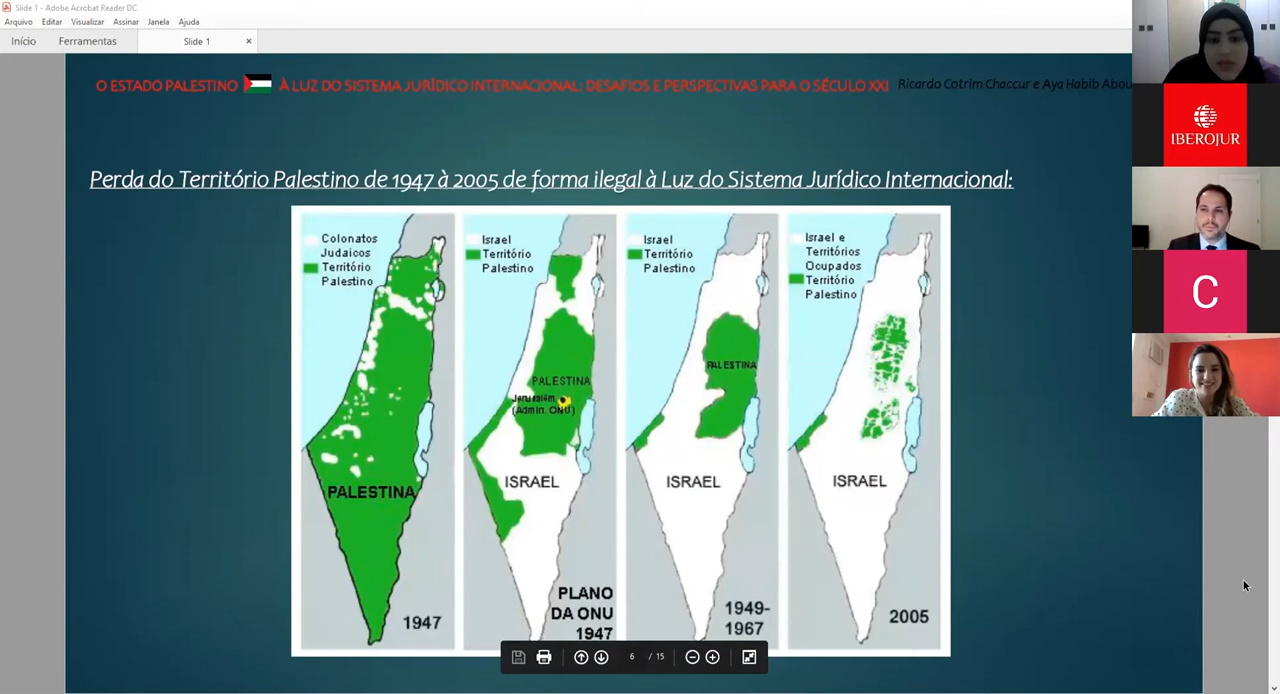 Slide 1 - Adobe Acrobat Reader DC
Arquivo Editar Visualizar Assinar Janela Ajuda
Início Ferramentas Slide 1 ×
O ESTADO PALESTINO À LUZ DO SISTEMA JURÍDICO INTERNACIONAL: DESAFIOS E PERSPECTIVAS PARA O SÉCULO XXI Ricardo Cotrim Chaccur e Aya Habib Abou
Perda do Território Palestino de 1947 à 2005 de forma ilegal à Luz do Sistema Jurídico Internacional:
Colonatos
Judaicos
Território
Palestino
PALESTINA
1947
Israel
Território
Palestino
PALESTINA
Jerusalém
(Admin. ONU)
ISRAEL
PLANO
DA ONU
1947
Israel
Território
Palestino
PALESTINA
ISRAEL
1949-
1967
Israel e
Territórios
Ocupados
Território
Palestino
ISRAEL
2005
6 / 15
IBEROJUR
C